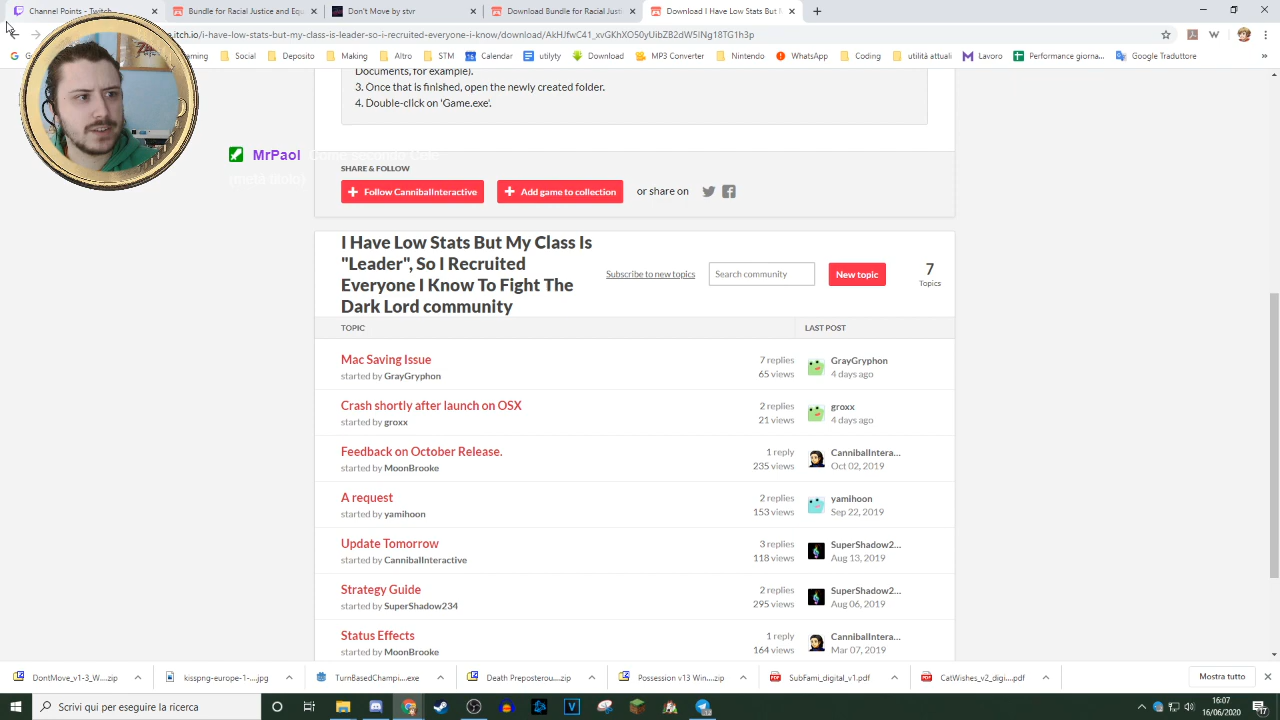 Channel Points - Twitch
Bundle for Racial Justice and Equ
Don't Move by stvr
Download Bundle for Racial Justi
Download I Have Low Stats But M
itch.io/i-have-low-stats-but-my-class-is-leader-so-i-recruited-everyone-i-know/download/
Social
Deposito
Making
Altro
STM
Calendar
utilyty
Download
MP3 Converter
Nintendo
WhatsApp
Coding
utilità attuali
Lavoro
Performance giorna...
Google Traduttore
Documents, for example).
3. Once that is finished, open the newly created folder.
4. Double-click on 'Game.exe'.
MrPaol
SHARE & FOLLOW
Follow CannibalInteractive
Add game to collection
or share on
I Have Low Stats But My Class Is
"Leader", So I Recruited
Everyone I Know To Fight The
Dark Lord community
Subscribe to new topics
Search community
New topic
7
Topics
TOPIC
LAST POST
Mac Saving Issue
started by GrayGryphon
7 replies
65 views
GrayGryphon
4 days ago
Crash shortly after launch on OSX
started by groxx
2 replies
21 views
groxx
4 days ago
Feedback on October Release.
started by MoonBrooke
1 reply
235 views
CannibalIntera...
Oct 02, 2019
A request
started by yamihoon
2 replies
153 views
yamihoon
Sep 22, 2019
Update Tomorrow
started by CannibalInteractive
3 replies
118 views
SuperShadow2...
Aug 13, 2019
Strategy Guide
started by SuperShadow234
2 replies
295 views
SuperShadow2...
Aug 06, 2019
Status Effects
started by MoonBrooke
1 reply
164 views
CannibalIntera...
Mar 07, 2019
DontMove_v1-3_W....zip
kisspng-europe-1-....jpg
TurnBasedChampi....exe
Death Preposterou....zip
Possession v13 Win....zip
SubFami_digital_v1.pdf
CatWishes_v2_digi....pdf
Mostra tutto
Scrivi qui per eseguire la ricerca
16:07
16/06/2020
17